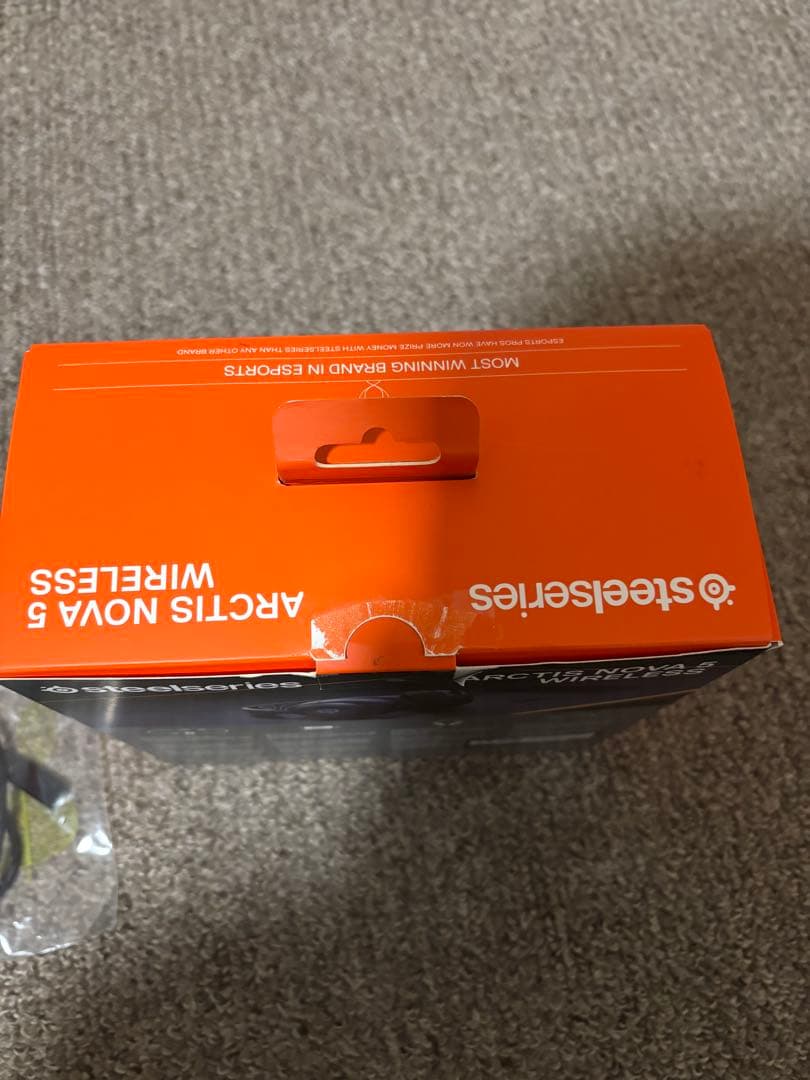 steelseries
ARCTIS NOVA 5
WIRELESS
MOST WINNING BRAND IN ESPORTS
ESPORTS PROS HAVE WON MORE PRIZE MONEY WITH STEELSERIES THAN ANY OTHER BRAND
steelseries
ARCTIS NOVA 5
WIRELESS